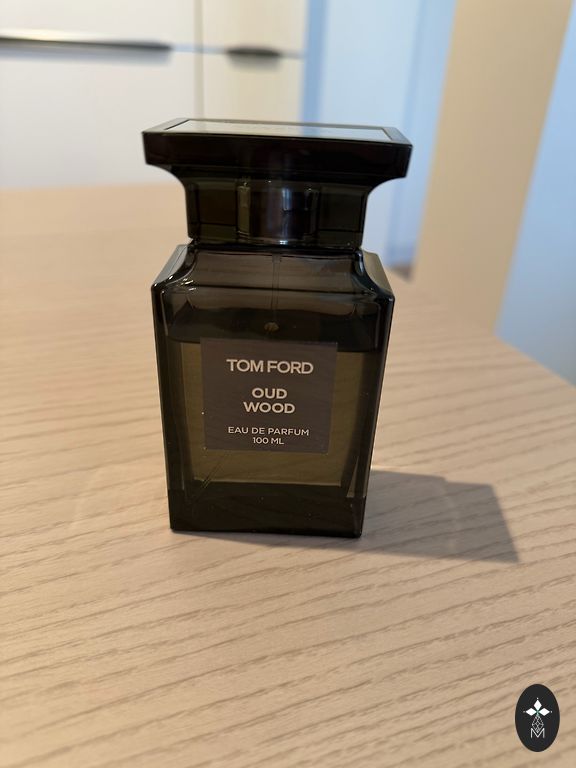 TOM FORD
OUD
WOOD
EAU DE PARFUM
100 ML
M